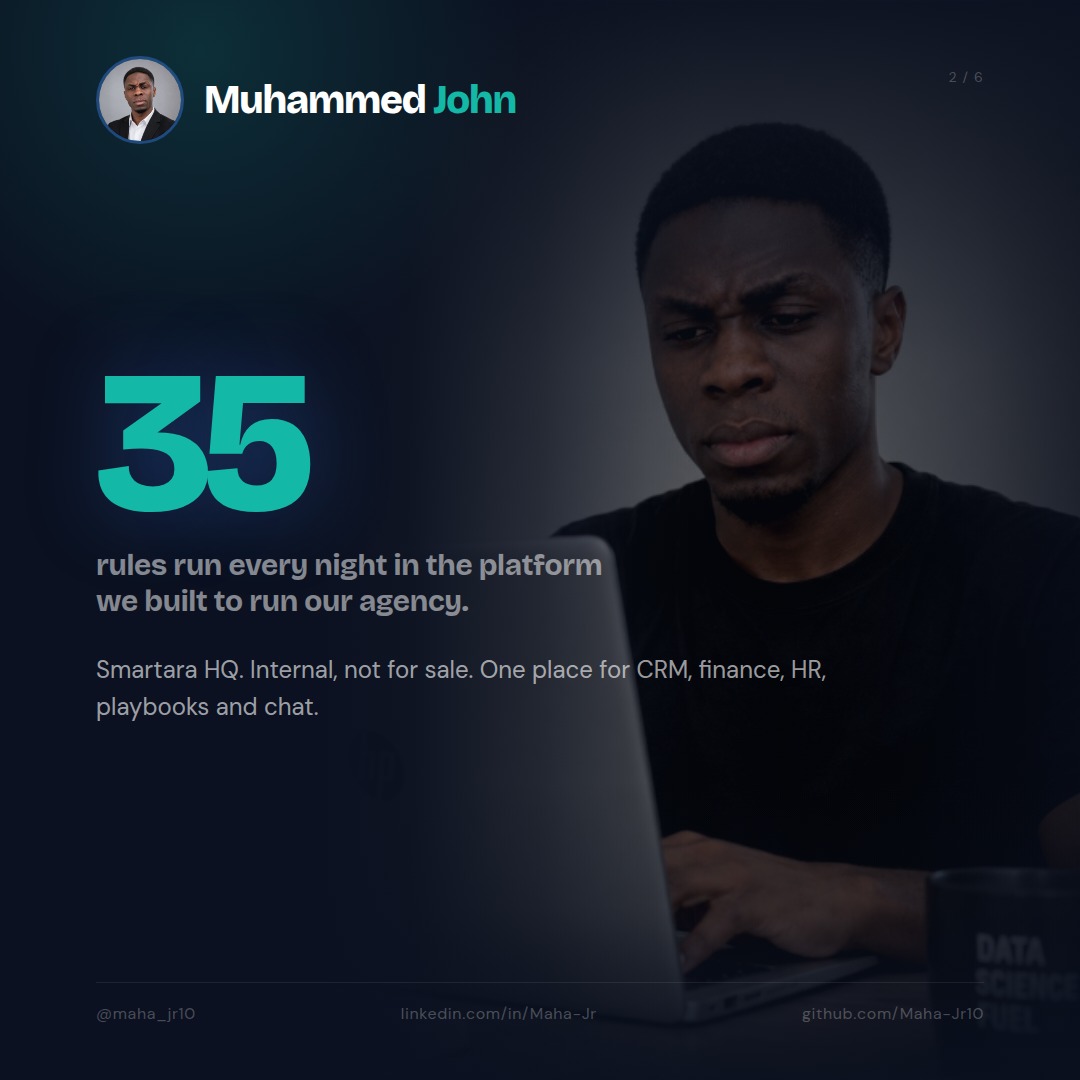 Muhammed John
2 / 6
35
rules run every night in the platform
we built to run our agency.
Smartara HQ. Internal, not for sale. One place for CRM, finance, HR,
playbooks and chat.
hp
DATA
SCIENCE
FUEL
@maha_jr10
linkedin.com/in/Maha-Jr
github.com/Maha-Jr10